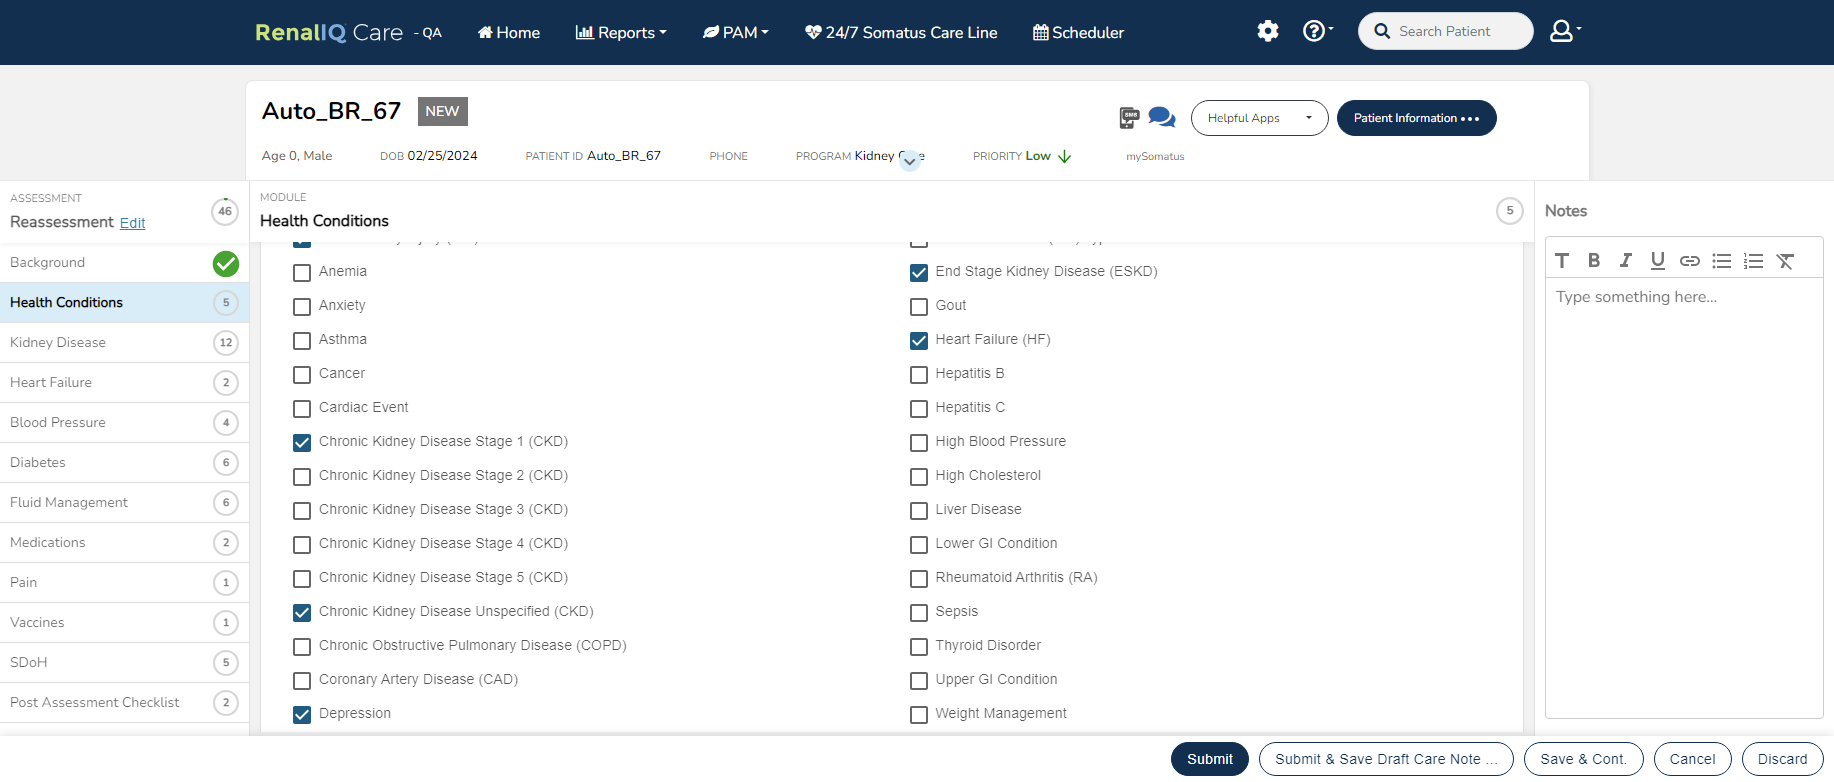 RenalIQ Care - QA Home Reports PAM 24/7 Somatus Care Line Scheduler Search Patient
Auto_BR_67 NEW
SMS Helpful Apps Patient Information
Age 0, Male DOB 02/25/2024 PATIENT ID Auto_BR_67 PHONE PROGRAM Kidney PRIORITY Low mySomatus
ASSESSMENT
Reassessment Edit 46
Background
Health Conditions 5
Kidney Disease 12
Heart Failure 2
Blood Pressure 4
Diabetes 6
Fluid Management 6
Medications 2
Pain 1
Vaccines 1
SDoH 5
Post Assessment Checklist 2
MODULE
Health Conditions 5
Anemia
Anxiety
Asthma
Cancer
Cardiac Event
Chronic Kidney Disease Stage 1 (CKD)
Chronic Kidney Disease Stage 2 (CKD)
Chronic Kidney Disease Stage 3 (CKD)
Chronic Kidney Disease Stage 4 (CKD)
Chronic Kidney Disease Stage 5 (CKD)
Chronic Kidney Disease Unspecified (CKD)
Chronic Obstructive Pulmonary Disease (COPD)
Coronary Artery Disease (CAD)
Depression
End Stage Kidney Disease (ESKD)
Gout
Heart Failure (HF)
Hepatitis B
Hepatitis C
High Blood Pressure
High Cholesterol
Liver Disease
Lower GI Condition
Rheumatoid Arthritis (RA)
Sepsis
Thyroid Disorder
Upper GI Condition
Weight Management
Notes
Type something here...
Submit Submit & Save Draft Care Note ... Save & Cont. Cancel Discard